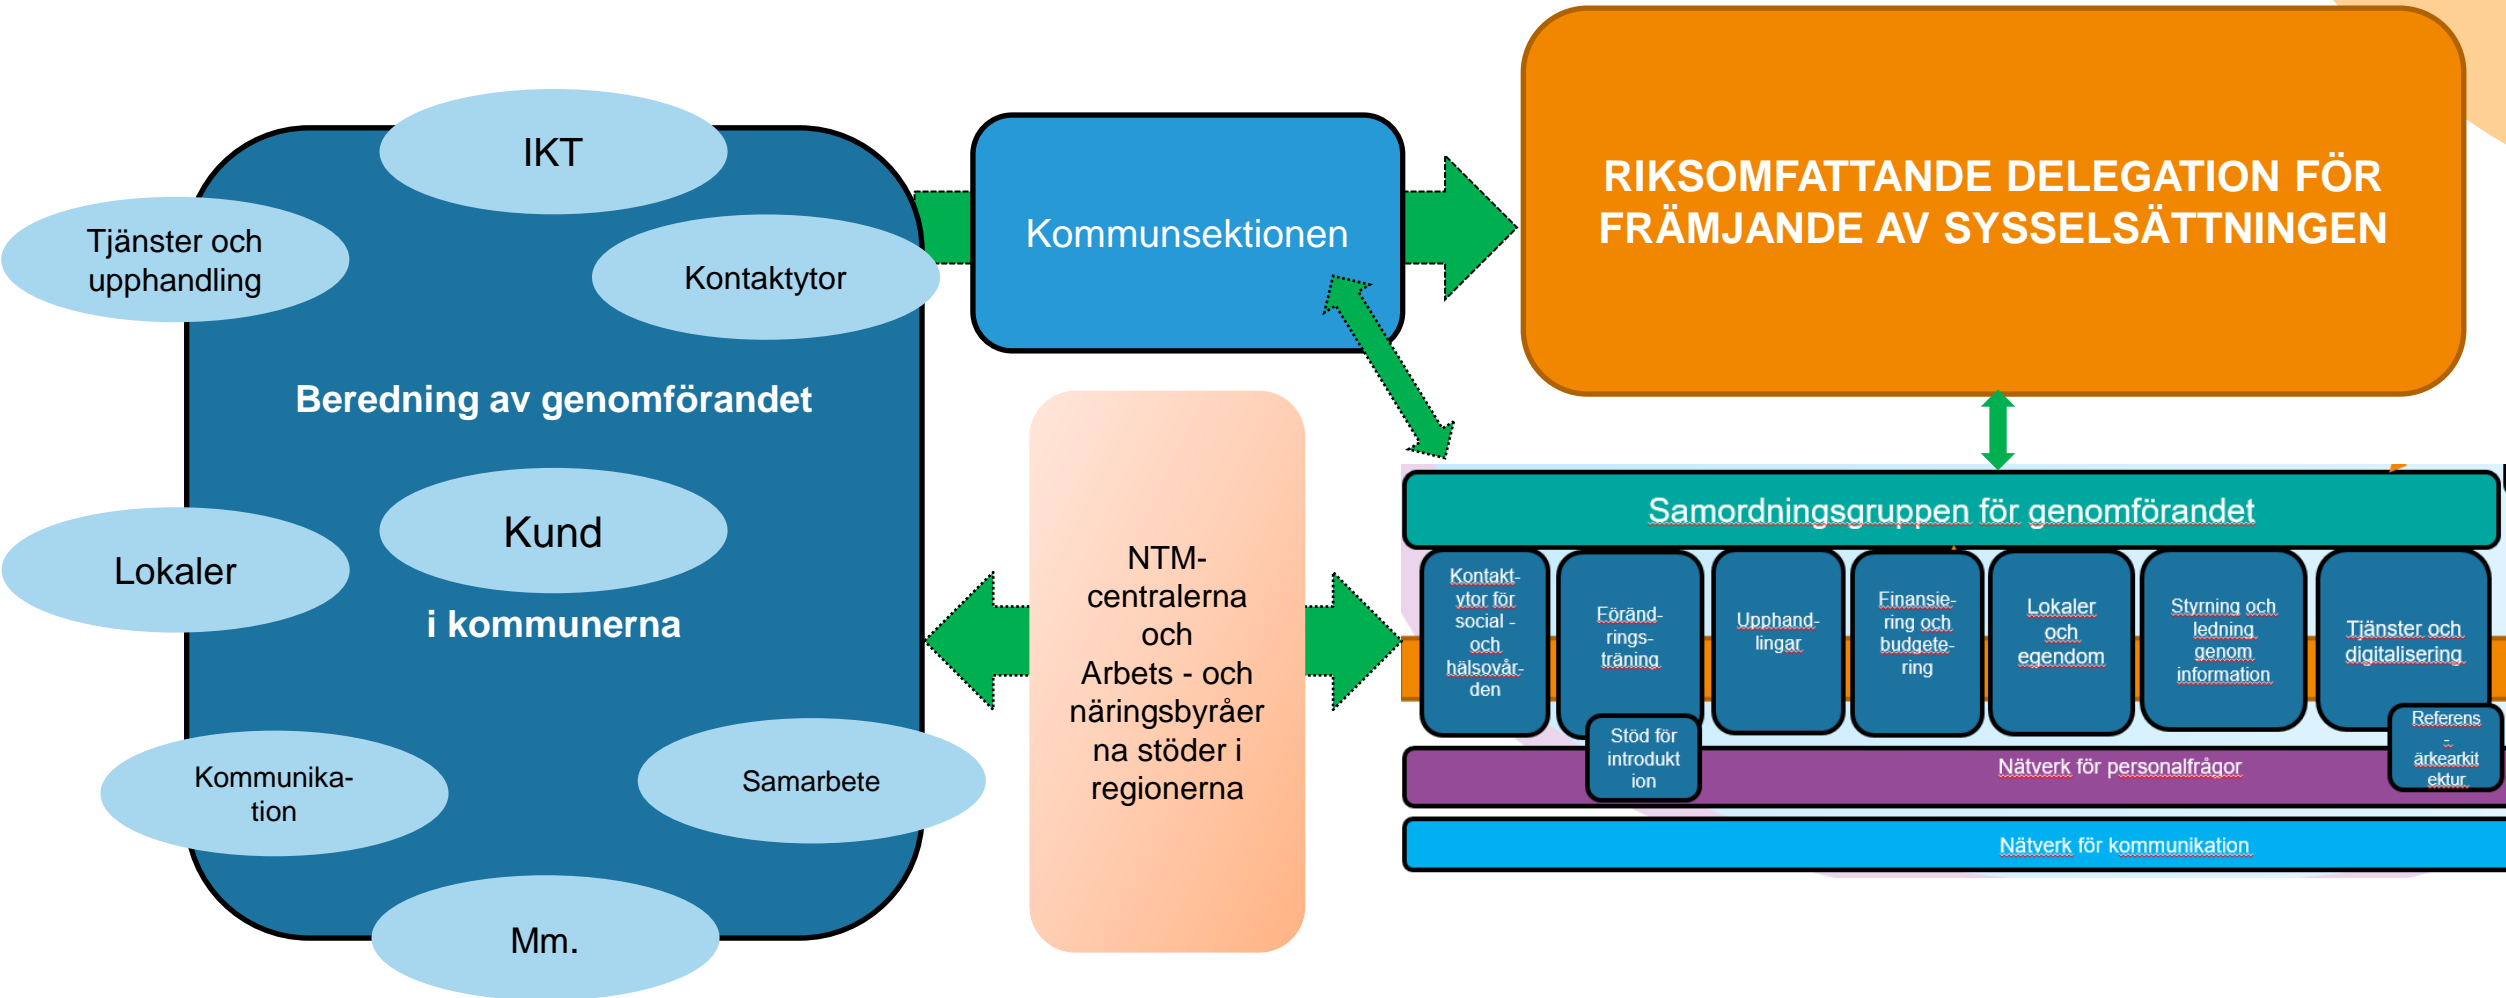 IKT
Tjänster och
upphandling
Kontaktytor
Beredning av genomförandet
Kund
Lokaler
i kommunerna
Kommunika-
tion
Samarbete
Mm.
Kommunsektionen
RIKSOMFATTANDE DELEGATION FÖR
FRÄMJANDE AV SYSSELSÄTTNINGEN
NTM-
centralerna
och
Arbets - och
näringsbyråer
na stöder i
regionerna
Samordningsgruppen för genomförandet
Kontakt-
ytor för
social -
och
hälsovår-
den
Föränd-
rings-
träning
Stöd för
introdukt
ion
Upphand-
lingar
Finansie-
ring och
budgete-
ring
Lokaler
och
egendom
Styrning och
ledning
genom
information
Tjänster och
digitalisering
Referens
-
ärkearkit
ektur
Nätverk för personalfrågor
Nätverk för kommunikation